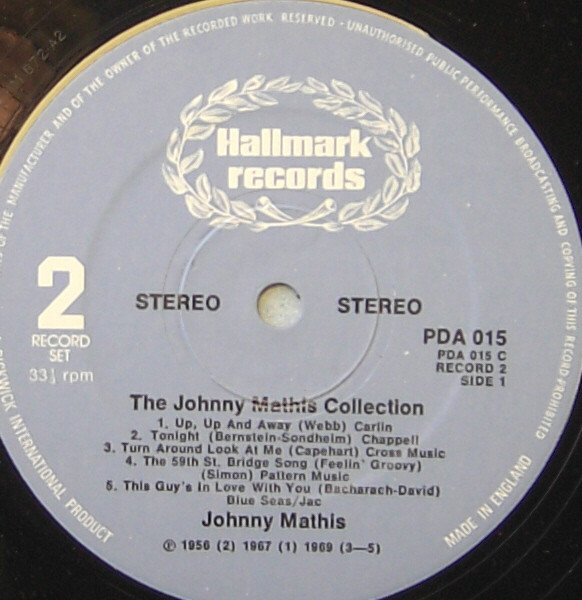 OF THE MANUFACTURER AND OF THE OWNER OF THE RECORDED WORK RESERVED · UNAUTHORISED PUBLIC PERFORMANCE BROADCASTING AND COPYING OF THIS RECORD PROHIBITED
Hallmark
records
2
RECORD
SET
33⅓ rpm
STEREO
STEREO
PDA 015
PDA 015 C
RECORD 2
SIDE 1
The Johnny Mathis Collection
1. Up, Up And Away (Webb) Carlin
2. Tonight (Bernstein-Sondheim) Chappell
3. Turn Around Look At Me (Capehart) Cross Music
4. The 59th St. Bridge Song (Feelin' Groovy)
(Simon) Pattern Music
5. This Guy's In Love With You (Bacharach-David)
Blue Seas/Jac
Johnny Mathis
℗ 1956 (2) 1967 (1) 1969 (3—5)
INTERNATIONAL PRODUCT
MADE IN ENGLAND